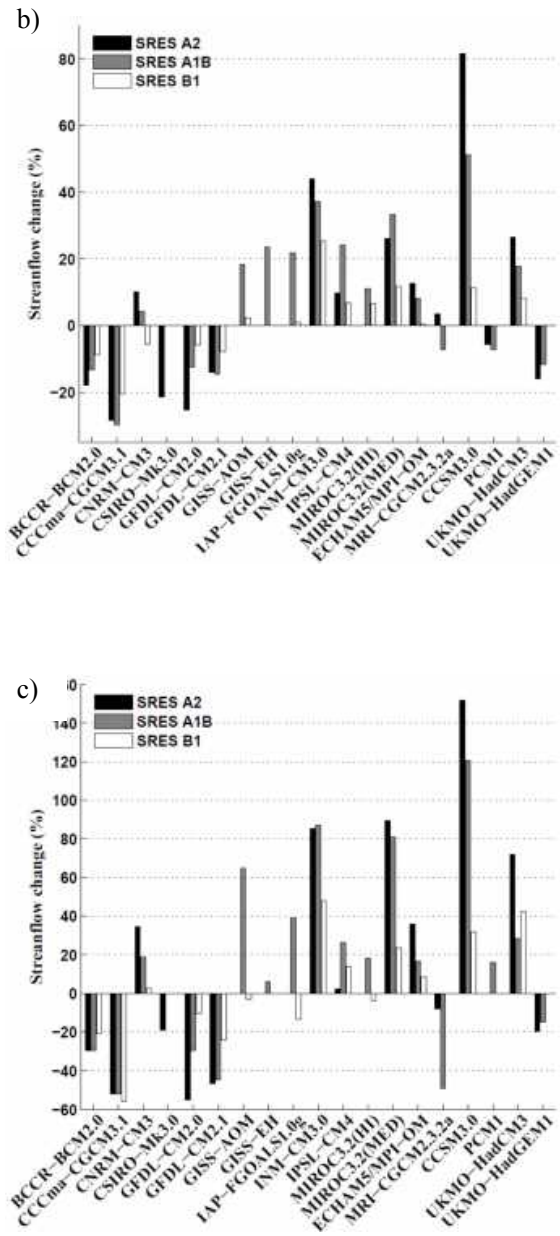 b)
SRES A2
SRES A1B
SRES B1
80
60
40
20
0
−20
Streanflow change (%)
BCCR−BCM2.0
CCCma−CGCM3.1
CNRM−CM3
CSIRO−Mk3.0
GFDL−CM2.0
GFDL−CM2.1
GISS−AOM
GISS−EH
IAP−FGOALS1.0g
INM−CM3.0
IPSL−CM4
MIROC3.2(HI)
MIROC3.2(MED)
ECHAM5/MPI−OM
MRI−CGCM2.3.2a
CCSM3.0
PCM1
UKMO−HadCM3
UKMO−HadGEM1
c)
SRES A2
SRES A1B
SRES B1
140
120
100
80
60
40
20
0
−20
−40
−60
Streanflow change (%)
BCCR−BCM2.0
CCCma−CGCM3.1
CNRM−CM3
CSIRO−Mk3.0
GFDL−CM2.0
GFDL−CM2.1
GISS−AOM
GISS−EH
IAP−FGOALS1.0g
INM−CM3.0
IPSL−CM4
MIROC3.2(HI)
MIROC3.2(MED)
ECHAM5/MPI−OM
MRI−CGCM2.3.2a
CCSM3.0
PCM1
UKMO−HadCM3
UKMO−HadGEM1